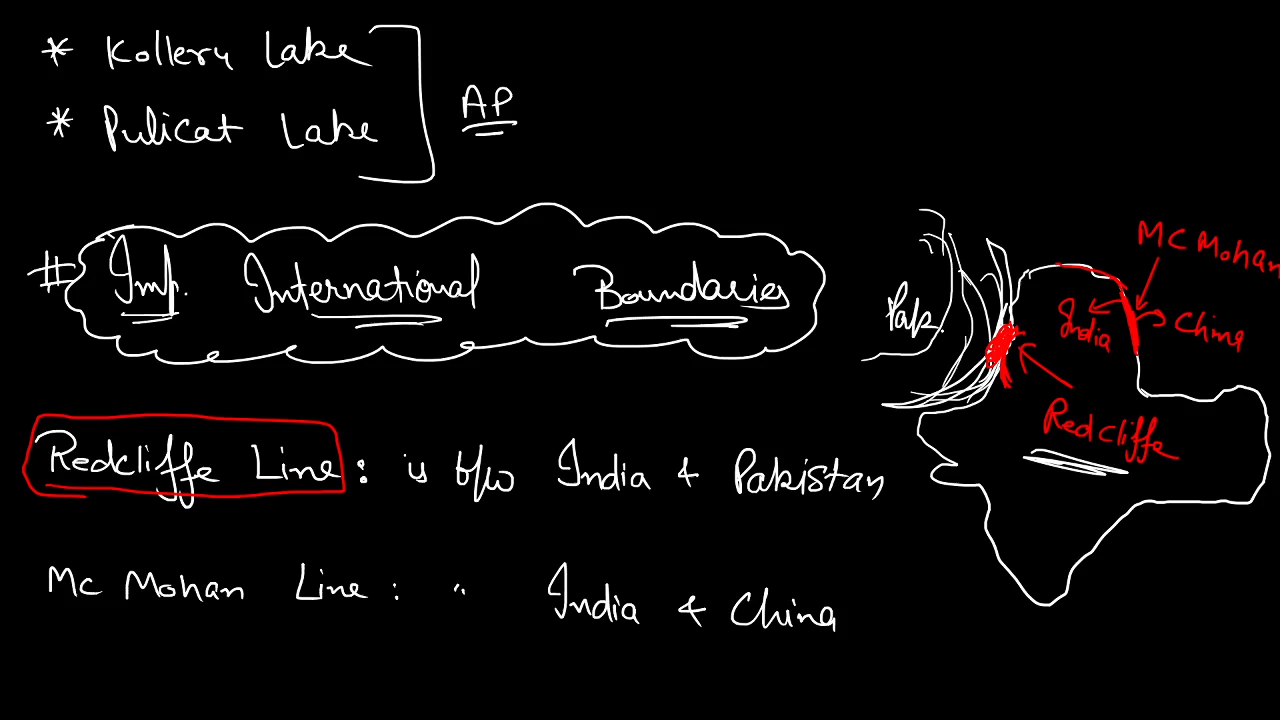 * Kolleru Lake
* Pulicat Lake
AP
# Imp. International Boundaries
Redcliffe Line : is b/w India & Pakistan
Mc Mohan Line : " India & China
Pak.
MC Mohan
India
China
Redcliffe